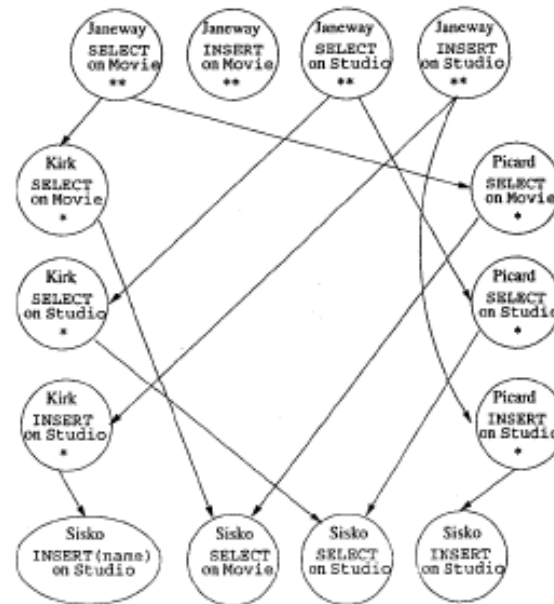 Janeway
SELECT
on Movie
**
Janeway
INSERT
on Movie
**
Janeway
SELECT
on Studio
**
Janeway
INSERT
on Studio
**
Kirk
SELECT
on Movie
*
Picard
SELECT
on Movie
*
Kirk
SELECT
on Studio
*
Picard
SELECT
on Studio
*
Kirk
INSERT
on Studio
*
Picard
INSERT
on Studio
*
Sisko
INSERT(name)
on Studio
Sisko
SELECT
on Movie
Sisko
SELECT
on Studio
Sisko
INSERT
on Studio